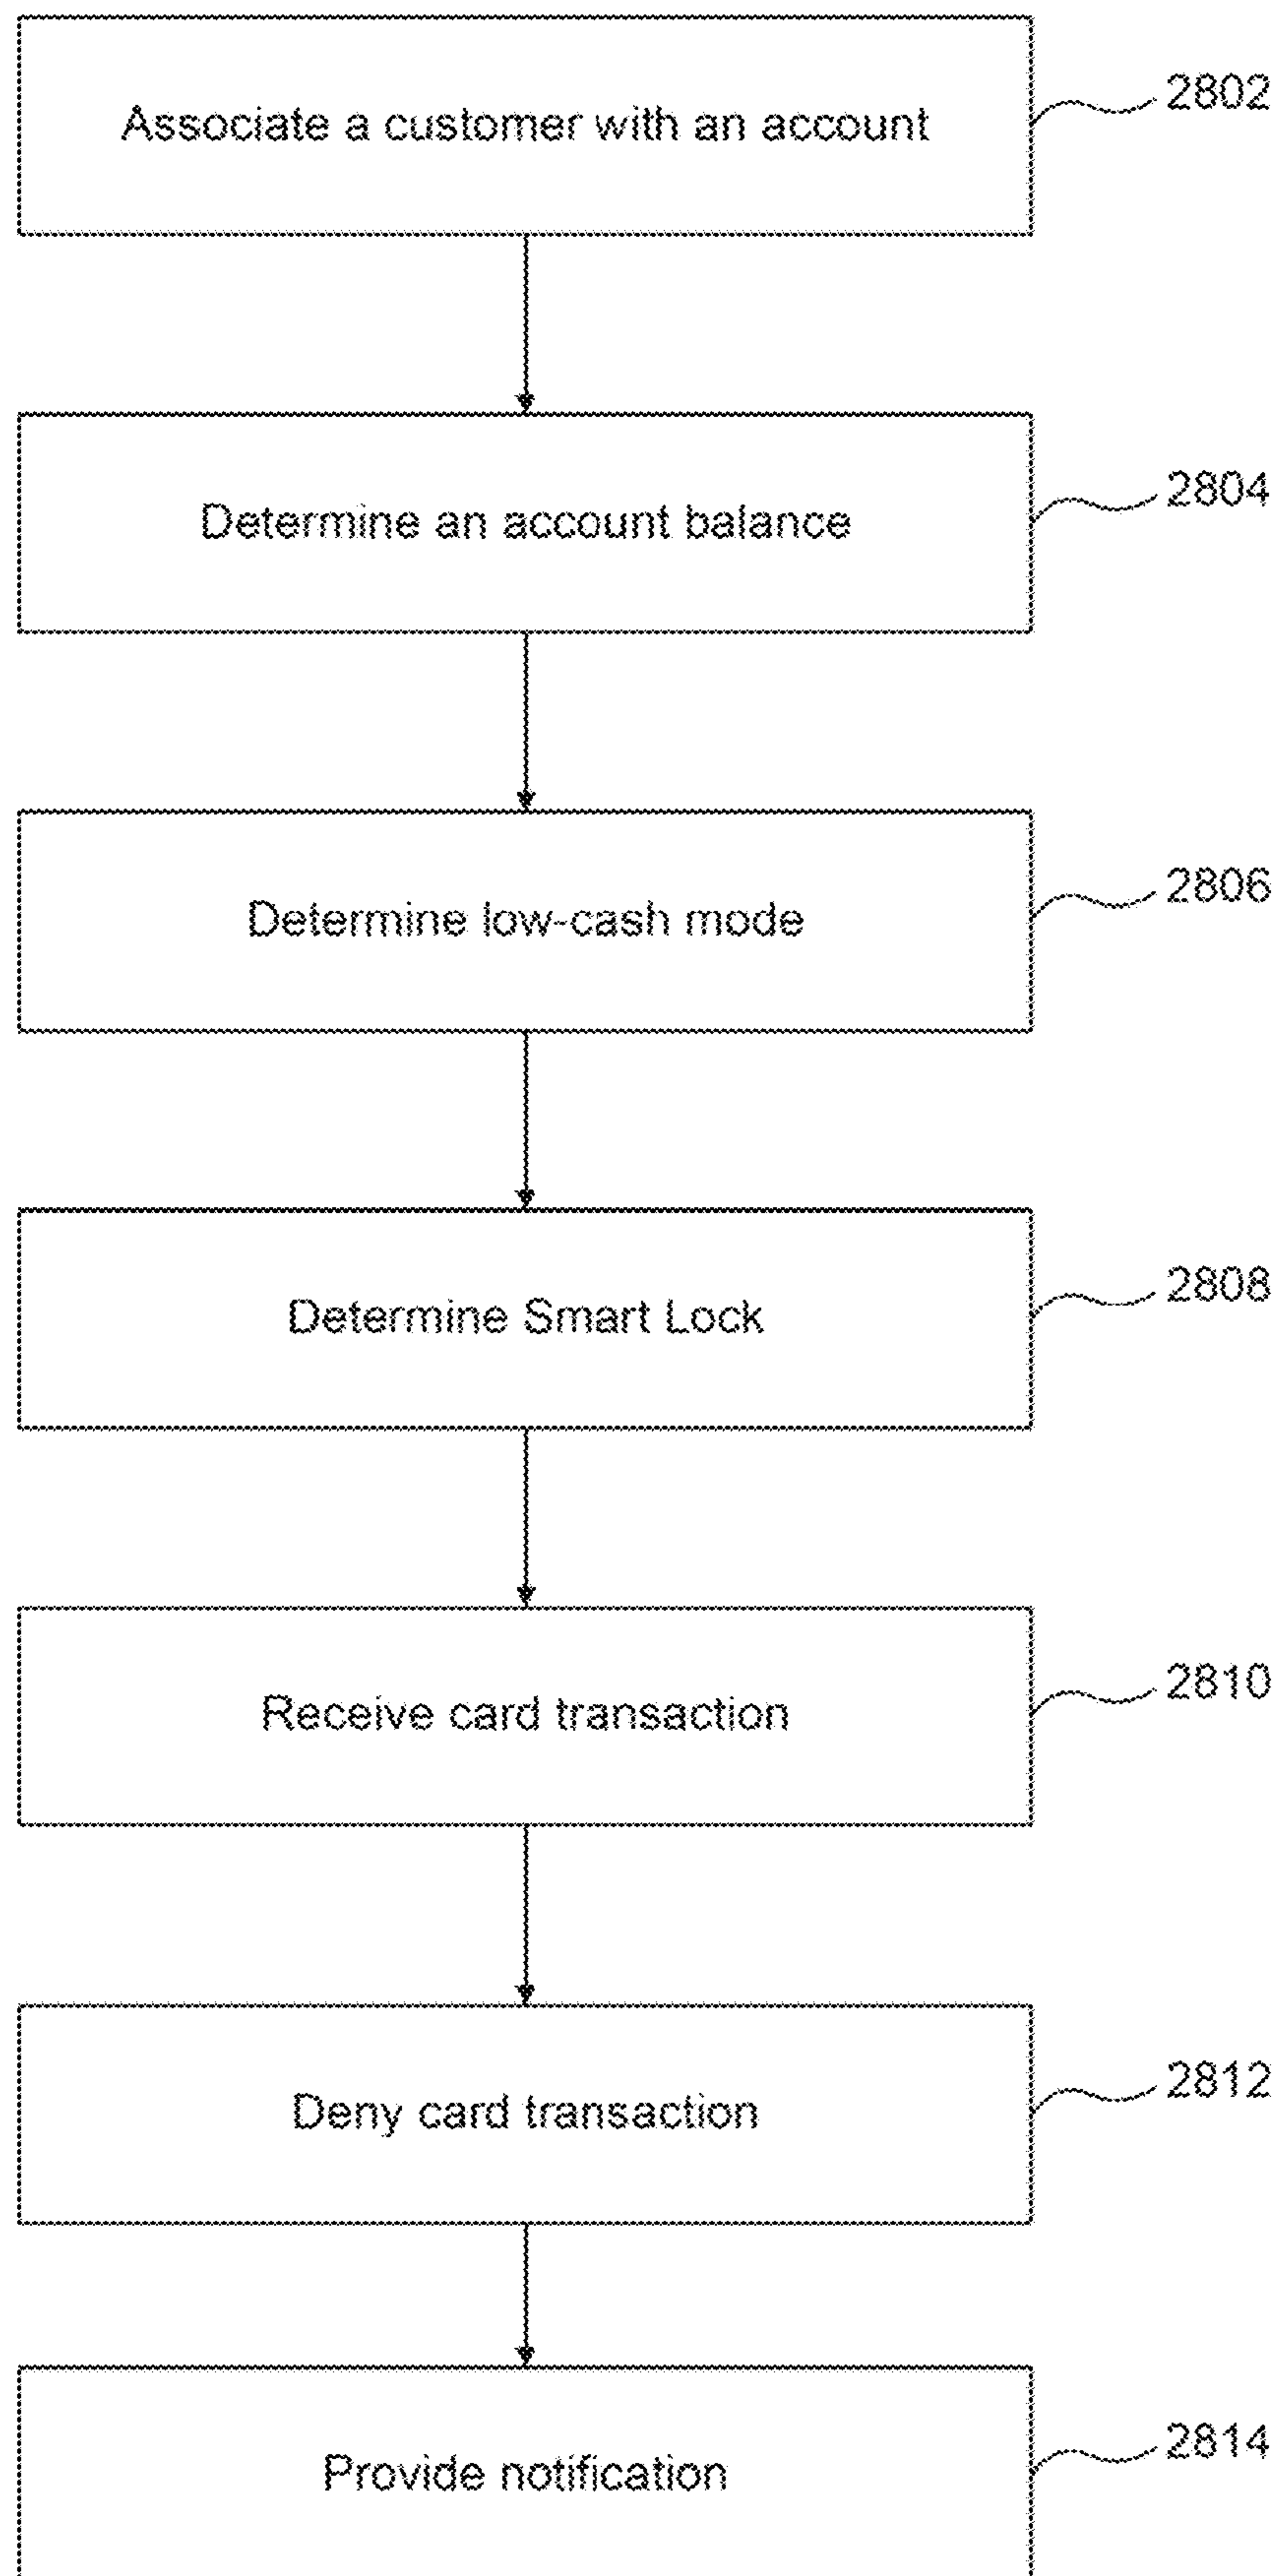 Associate a customer with an account
2802
Determine an account balance
2804
Determine low-cash mode
2806
Determine Smart Lock
2808
Receive card transaction
2810
Deny card transaction
2812
Provide notification
2814